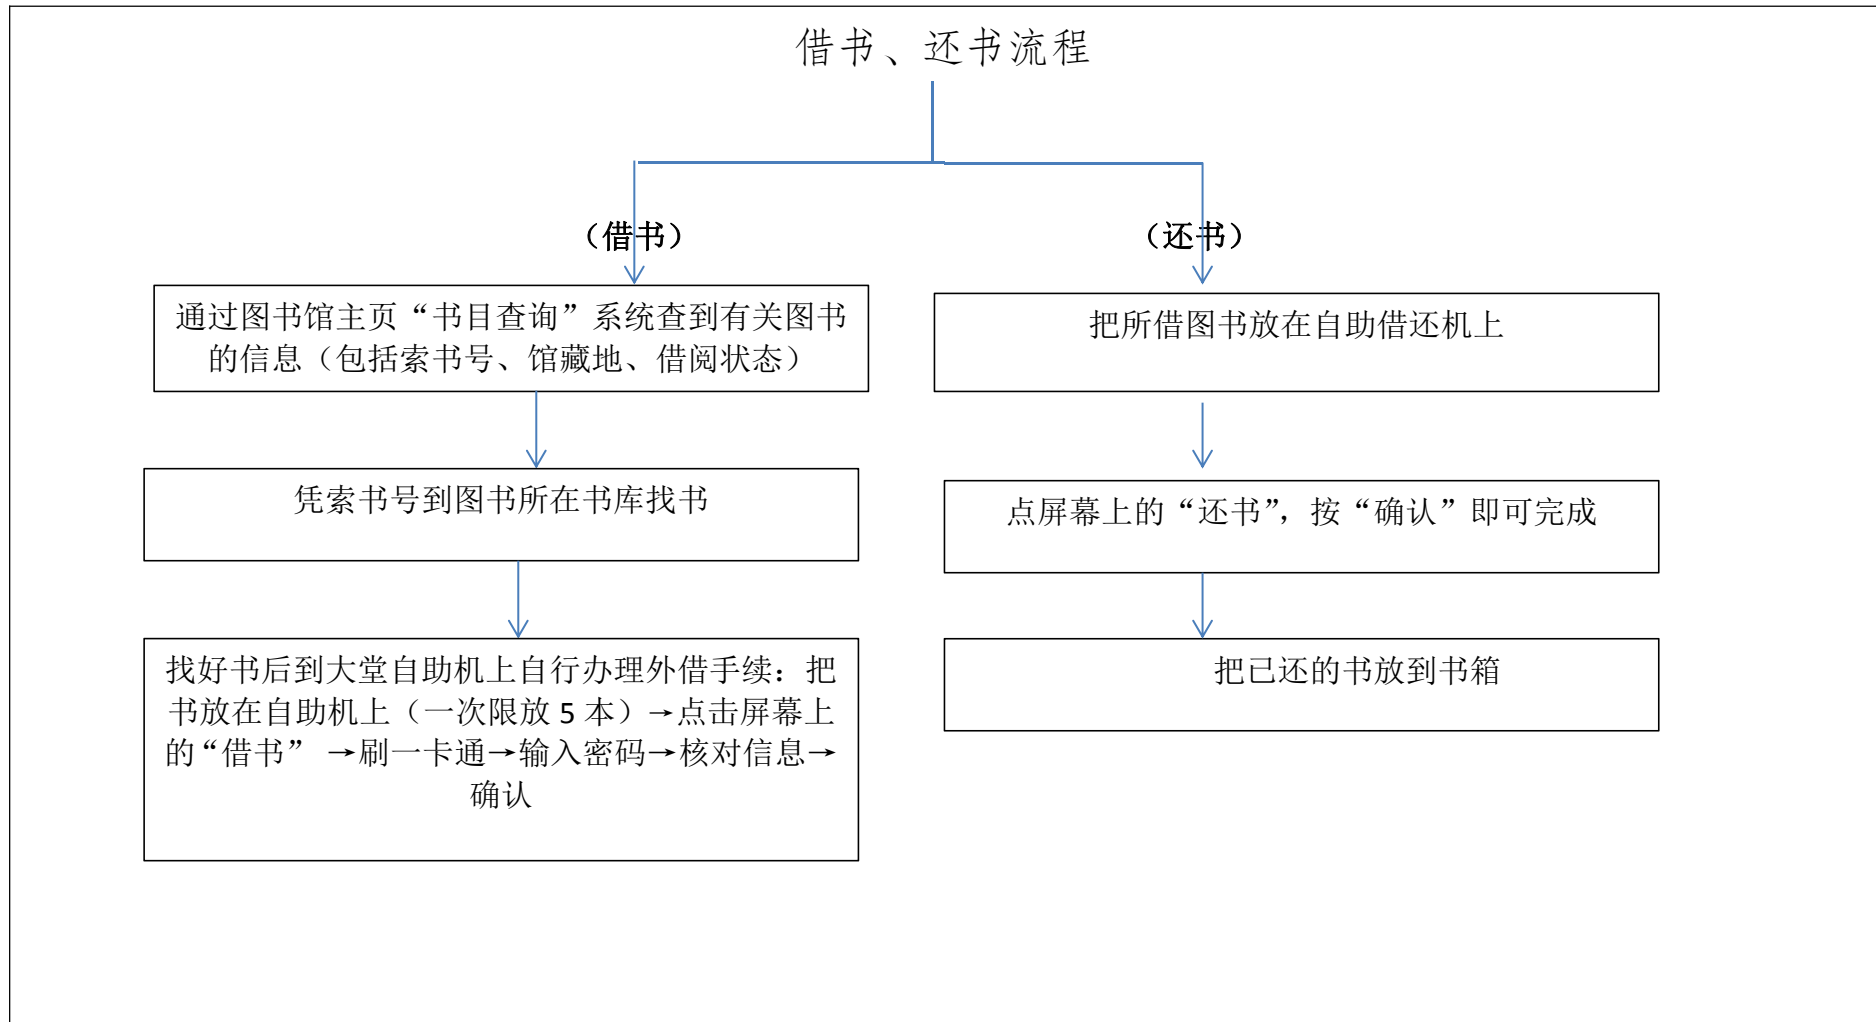 借书、还书流程
（借书）
（还书）
通过图书馆主页“书目查询”系统查到有关图书
的信息（包括索书号、馆藏地、借阅状态）
凭索书号到图书所在书库找书
找好书后到大堂自助机上自行办理外借手续：把
书放在自助机上（一次限放 5 本）→点击屏幕上
的“借书” →刷一卡通→输入密码→核对信息→
确认
把所借图书放在自助借还机上
点屏幕上的“还书”，按“确认”即可完成
把已还的书放到书箱